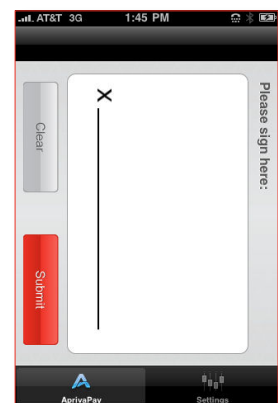 AT&T 3G 1:45 PM
Please sign here:
X
Clear
Submit
AprivaPay
Settings